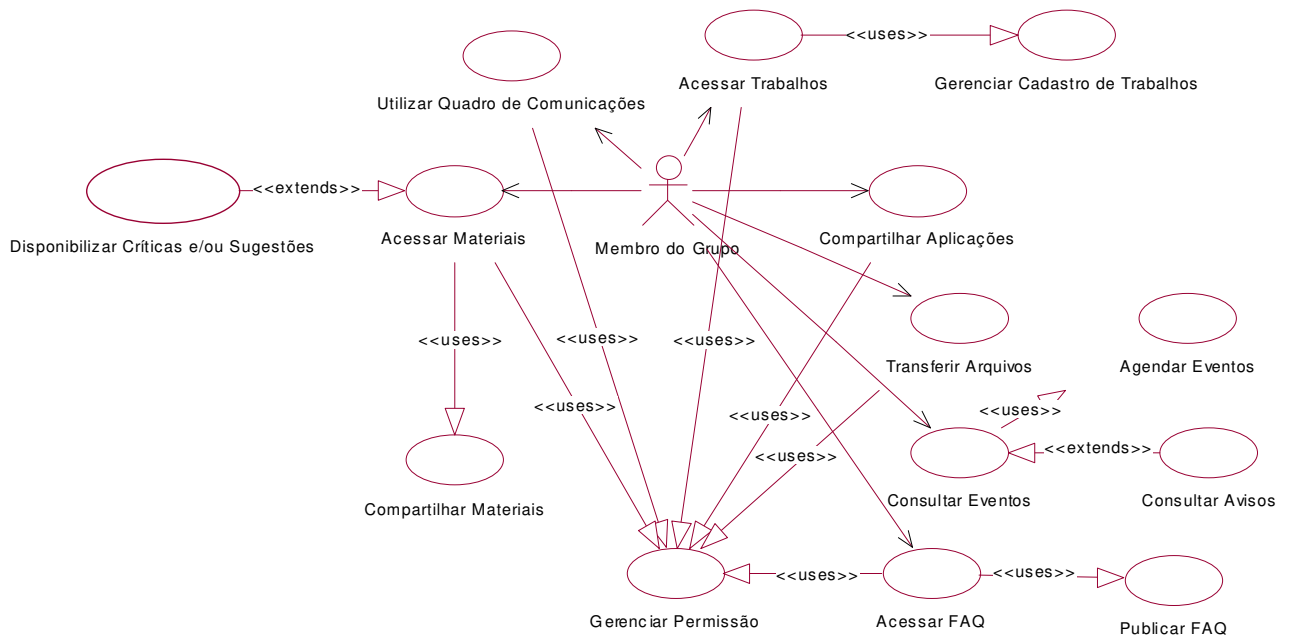 <<uses>>
Acessar Trabalhos
Gerenciar Cadastro de Trabalhos
Utilizar Quadro de Comunicações
<<extends>>
Disponibilizar Críticas e/ou Sugestões
Acessar Materiais
Membro do Grupo
Compartilhar Aplicações
<<uses>>
<<uses>>
<<uses>>
Transferir Arquivos
Agendar Eventos
<<uses>>
<<uses>>
<<uses>>
<<uses>>
<<extends>>
Compartilhar Materiais
Consultar Eventos
Consultar Avisos
<<uses>>
<<uses>>
Gerenciar Permissão
Acessar FAQ
Publicar FAQ